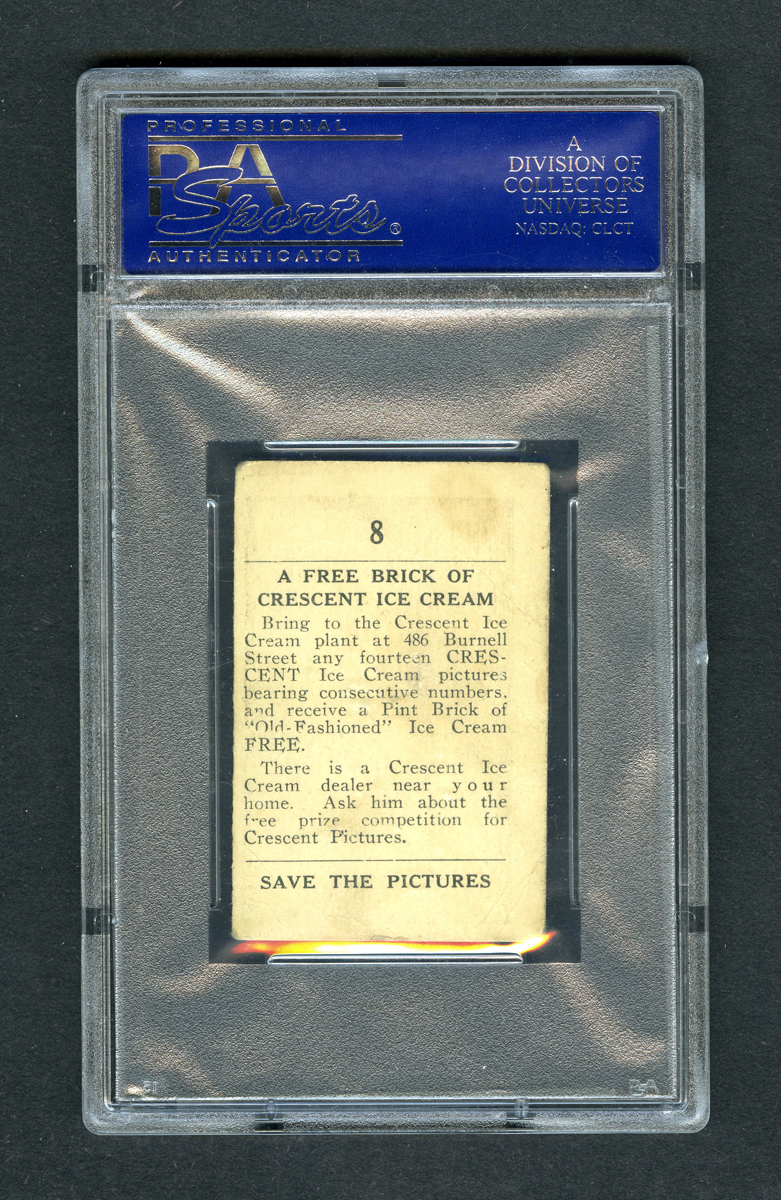 PROFESSIONAL
PSA
Sports®
AUTHENTICATOR
A
DIVISION OF
COLLECTORS
UNIVERSE
NASDAQ: CLCT
8
A FREE BRICK OF
CRESCENT ICE CREAM
Bring to the Crescent Ice
Cream plant at 486 Burnell
Street any fourteen CRES-
CENT Ice Cream pictures
bearing consecutive numbers,
and receive a Pint Brick of
"Old-Fashioned" Ice Cream
FREE.
There is a Crescent Ice
Cream dealer near your
home. Ask him about the
free prize competition for
Crescent Pictures.
SAVE THE PICTURES
PSA